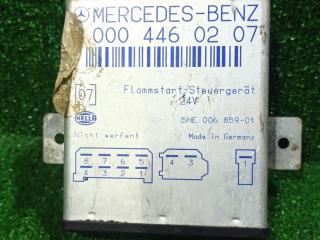 MERCEDES-BENZ
000 446 02 07
07
Flammstart-Steuergerät
24V
HELLA
5HE 006 859-01
Nicht werfen!
Made in Germany
8 7 6 5
4 3 2 1
4 3
1